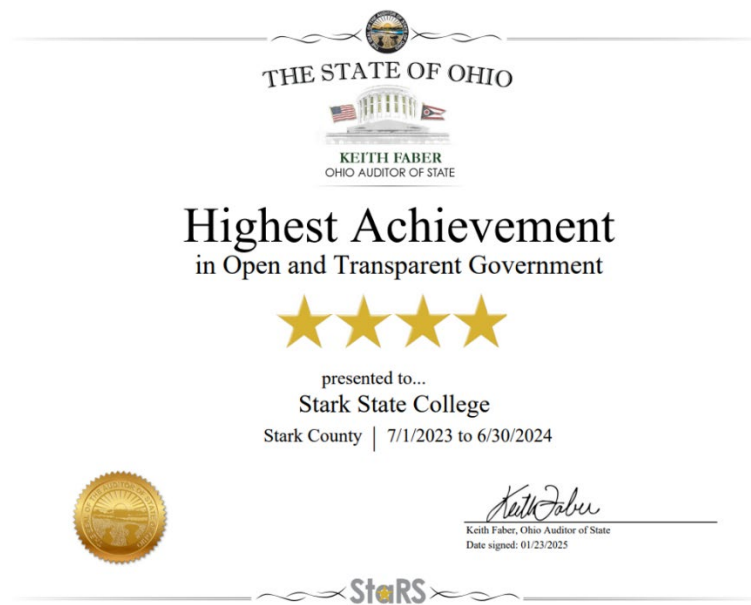 THE STATE OF OHIO
KEITH FABER
OHIO AUDITOR OF STATE
Highest Achievement
in Open and Transparent Government
presented to...
Stark State College
Stark County | 7/1/2023 to 6/30/2024
Keith Faber
Keith Faber, Ohio Auditor of State
Date signed: 01/23/2025
StaRS